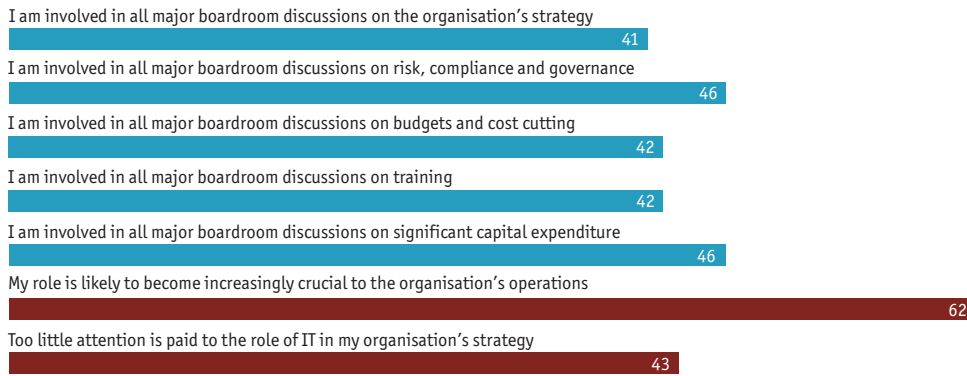 I am involved in all major boardroom discussions on the organisation’s strategy
41
I am involved in all major boardroom discussions on risk, compliance and governance
46
I am involved in all major boardroom discussions on budgets and cost cutting
42
I am involved in all major boardroom discussions on training
42
I am involved in all major boardroom discussions on significant capital expenditure
46
My role is likely to become increasingly crucial to the organisation’s operations
62
Too little attention is paid to the role of IT in my organisation’s strategy
43